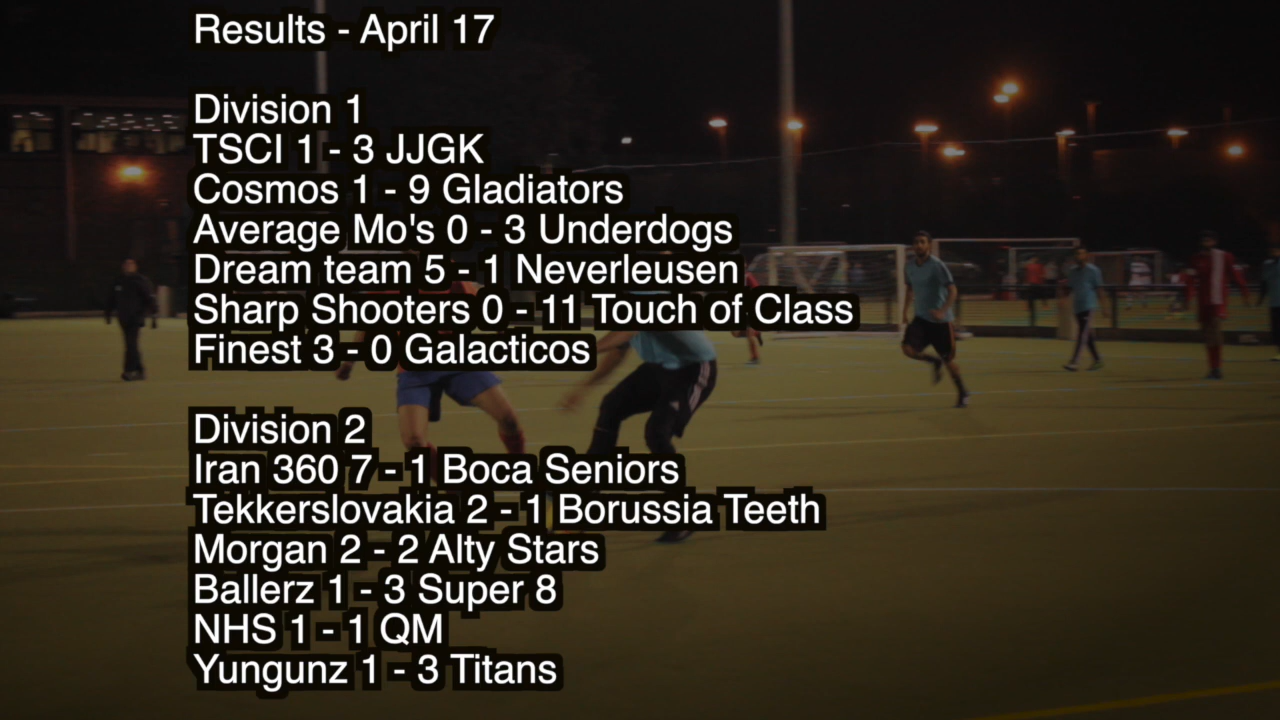 Results - April 17
Division 1
TSCI 1 - 3 JJGK
Cosmos 1 - 9 Gladiators
Average Mo's 0 - 3 Underdogs
Dream team 5 - 1 Neverleusen
Sharp Shooters 0 - 11 Touch of Class
Finest 3 - 0 Galacticos
Division 2
Iran 360 7 - 1 Boca Seniors
Tekkerslovakia 2 - 1 Borussia Teeth
Morgan 2 - 2 Alty Stars
Ballerz 1 - 3 Super 8
NHS 1 - 1 QM
Yungunz 1 - 3 Titans